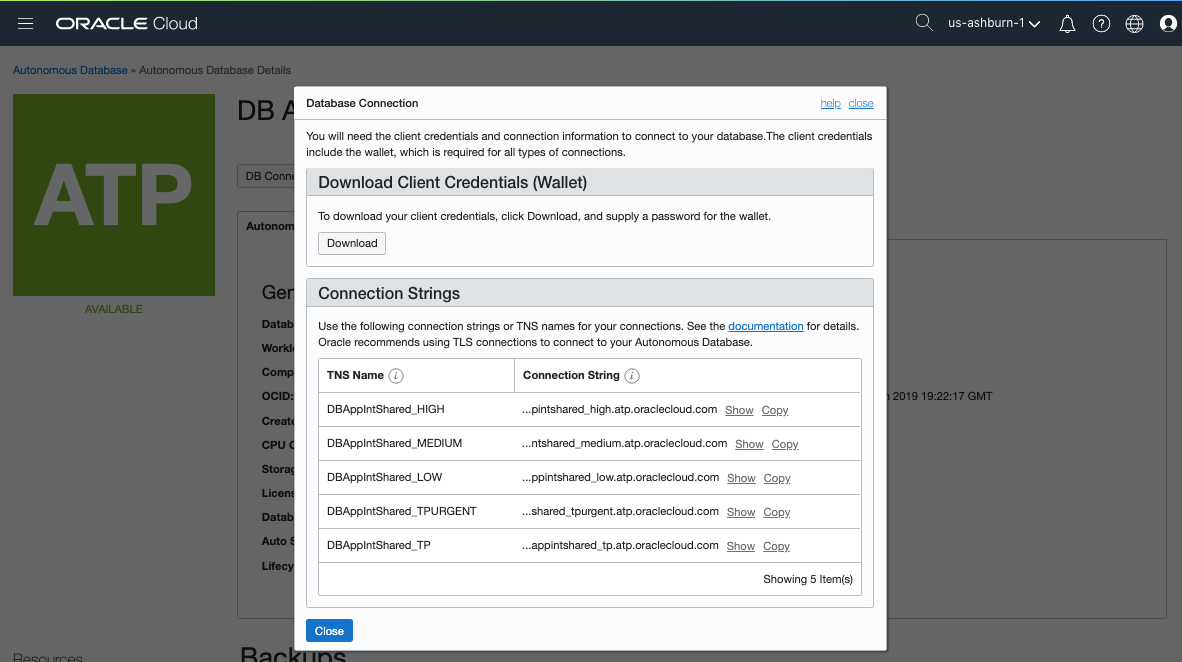 ORACLE Cloud
us-ashburn-1
Autonomous Database » Autonomous Database Details
ATP
AVAILABLE
DB A
DB Conne
Autonom
Gen
Datab
Workl
Comp
OCID:
Create
CPU C
Storag
Licens
Datab
Auto S
Lifecy
2019 19:22:17 GMT
Database Connection
help close
You will need the client credentials and connection information to connect to your database.The client credentials
include the wallet, which is required for all types of connections.
Download Client Credentials (Wallet)
To download your client credentials, click Download, and supply a password for the wallet.
Download
Connection Strings
Use the following connection strings or TNS names for your connections. See the documentation for details.
Oracle recommends using TLS connections to connect to your Autonomous Database.
TNS Name i Connection String i
DBAppIntShared_HIGH ...pintshared_high.atp.oraclecloud.com Show Copy
DBAppIntShared_MEDIUM ...ntshared_medium.atp.oraclecloud.com Show Copy
DBAppIntShared_LOW ...ppintshared_low.atp.oraclecloud.com Show Copy
DBAppIntShared_TPURGENT ...shared_tpurgent.atp.oraclecloud.com Show Copy
DBAppIntShared_TP ...appintshared_tp.atp.oraclecloud.com Show Copy
Showing 5 Item(s)
Close
Resources
Backups